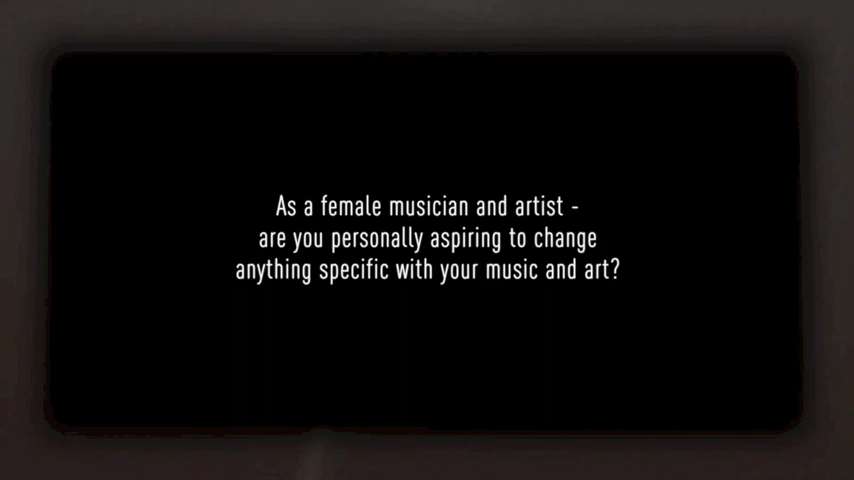 As a female musician and artist -
are you personally aspiring to change
anything specific with your music and art?